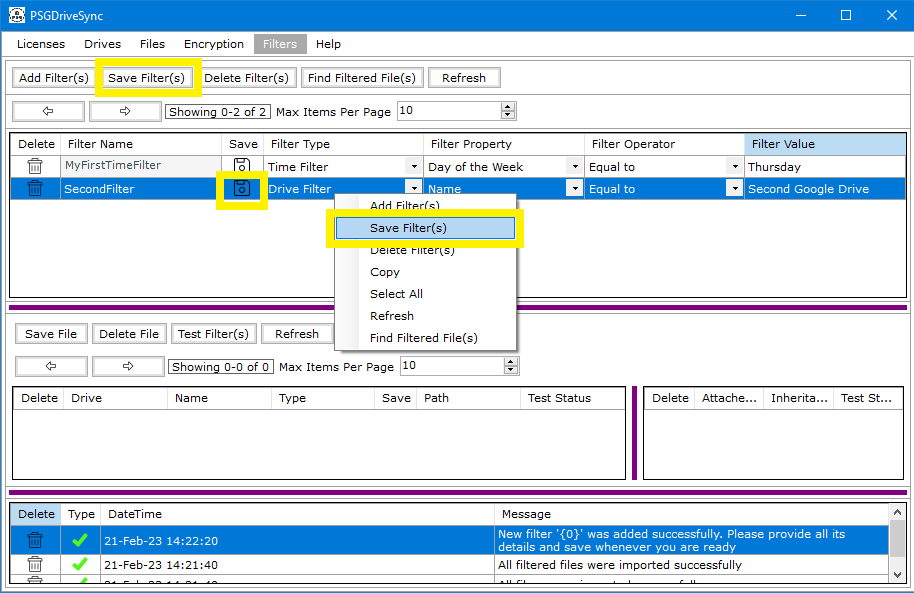 PSGDriveSync
Licenses Drives Files Encryption Filters Help
Add Filter(s) Save Filter(s) Delete Filter(s) Find Filtered File(s) Refresh
Showing 0-2 of 2 Max Items Per Page 10
Delete Filter Name Save Filter Type Filter Property Filter Operator Filter Value
MyFirstTimeFilter Time Filter Day of the Week Equal to Thursday
SecondFilter Drive Filter Name Equal to Second Google Drive
Add Filter(s)
Save Filter(s)
Delete Filter(s)
Copy
Select All
Refresh
Find Filtered File(s)
Save File Delete File Test Filter(s) Refresh
Showing 0-0 of 0 Max Items Per Page 10
Delete Drive Name Type Save Path Test Status
Delete Attache... Inherita... Test St...
Delete Type DateTime Message
21-Feb-23 14:22:20 New filter '{0}' was added successfully. Please provide all its
details and save whenever you are ready
21-Feb-23 14:21:40 All filtered files were imported successfully